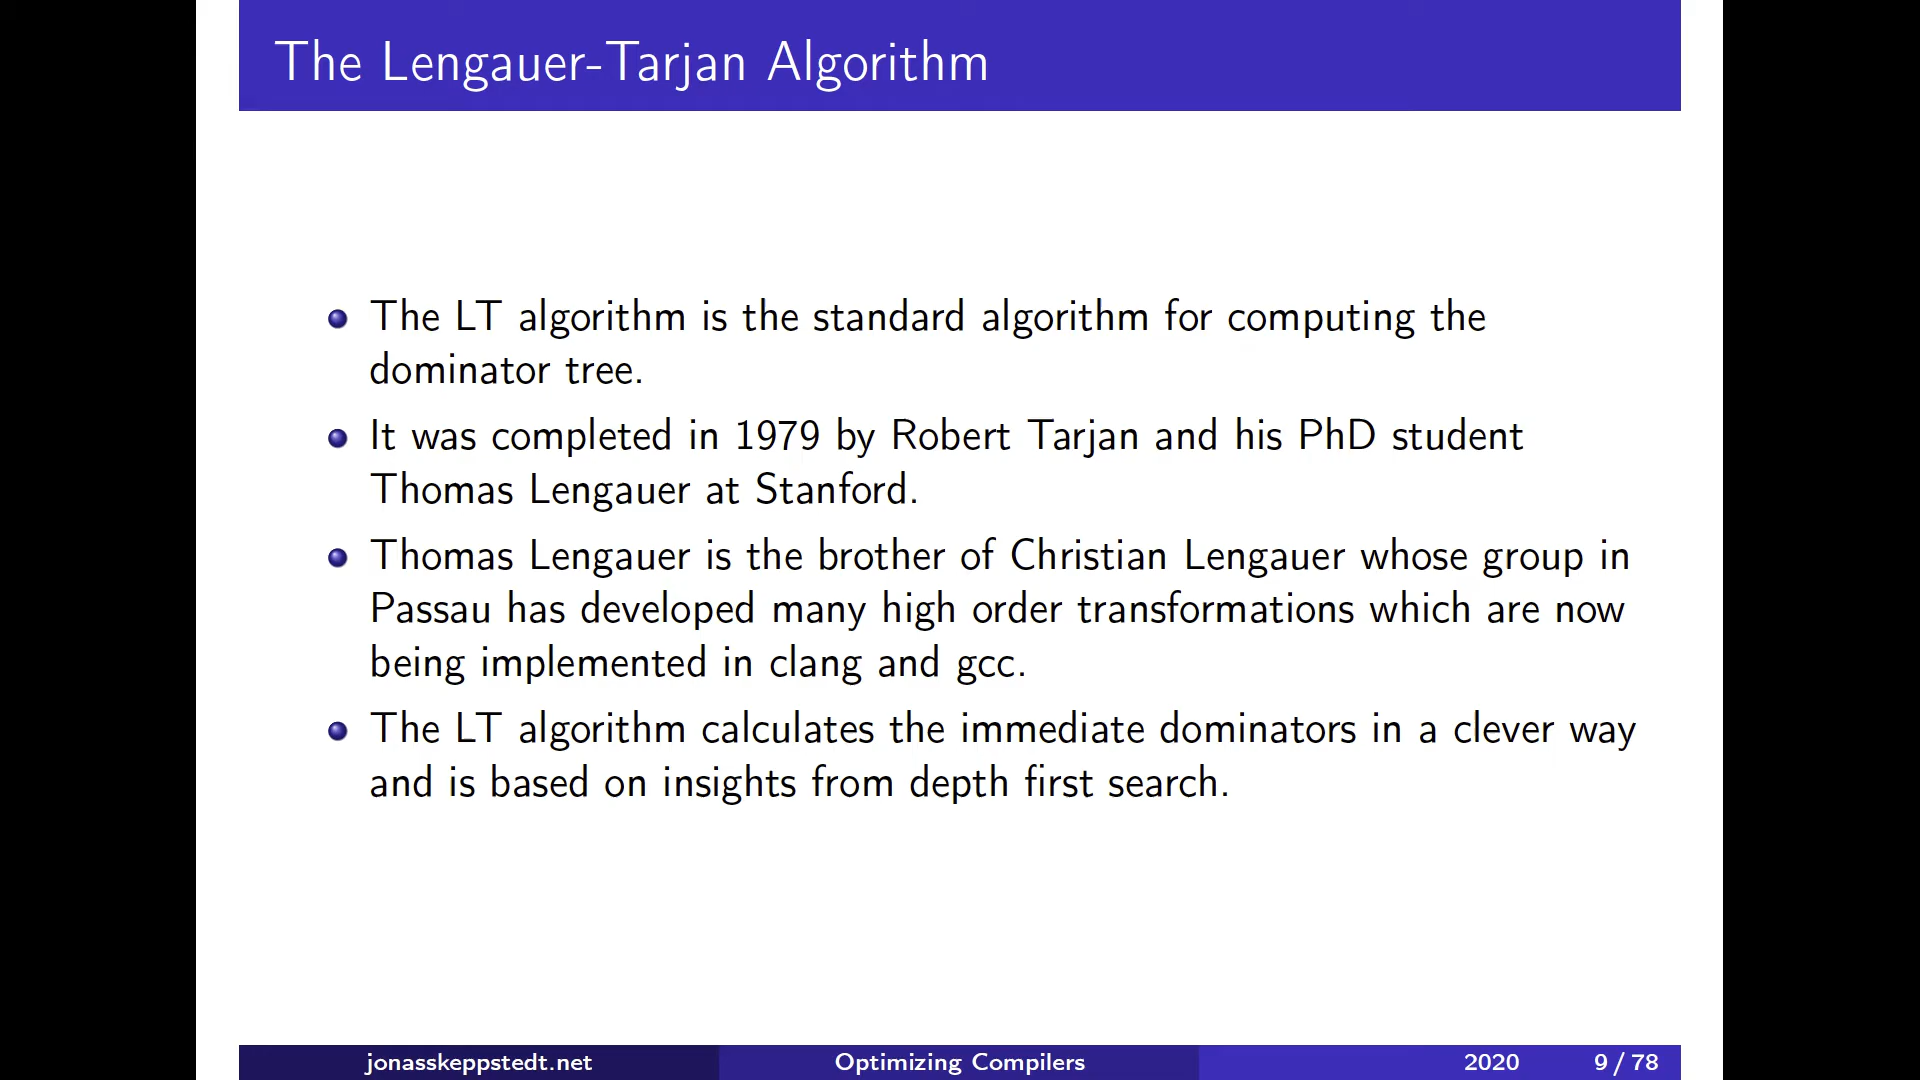 The Lengauer-Tarjan Algorithm
The LT algorithm is the standard algorithm for computing the
dominator tree.
It was completed in 1979 by Robert Tarjan and his PhD student
Thomas Lengauer at Stanford.
Thomas Lengauer is the brother of Christian Lengauer whose group in
Passau has developed many high order transformations which are now
being implemented in clang and gcc.
The LT algorithm calculates the immediate dominators in a clever way
and is based on insights from depth first search.
jonasskeppstedt.net Optimizing Compilers 2020 9 / 78